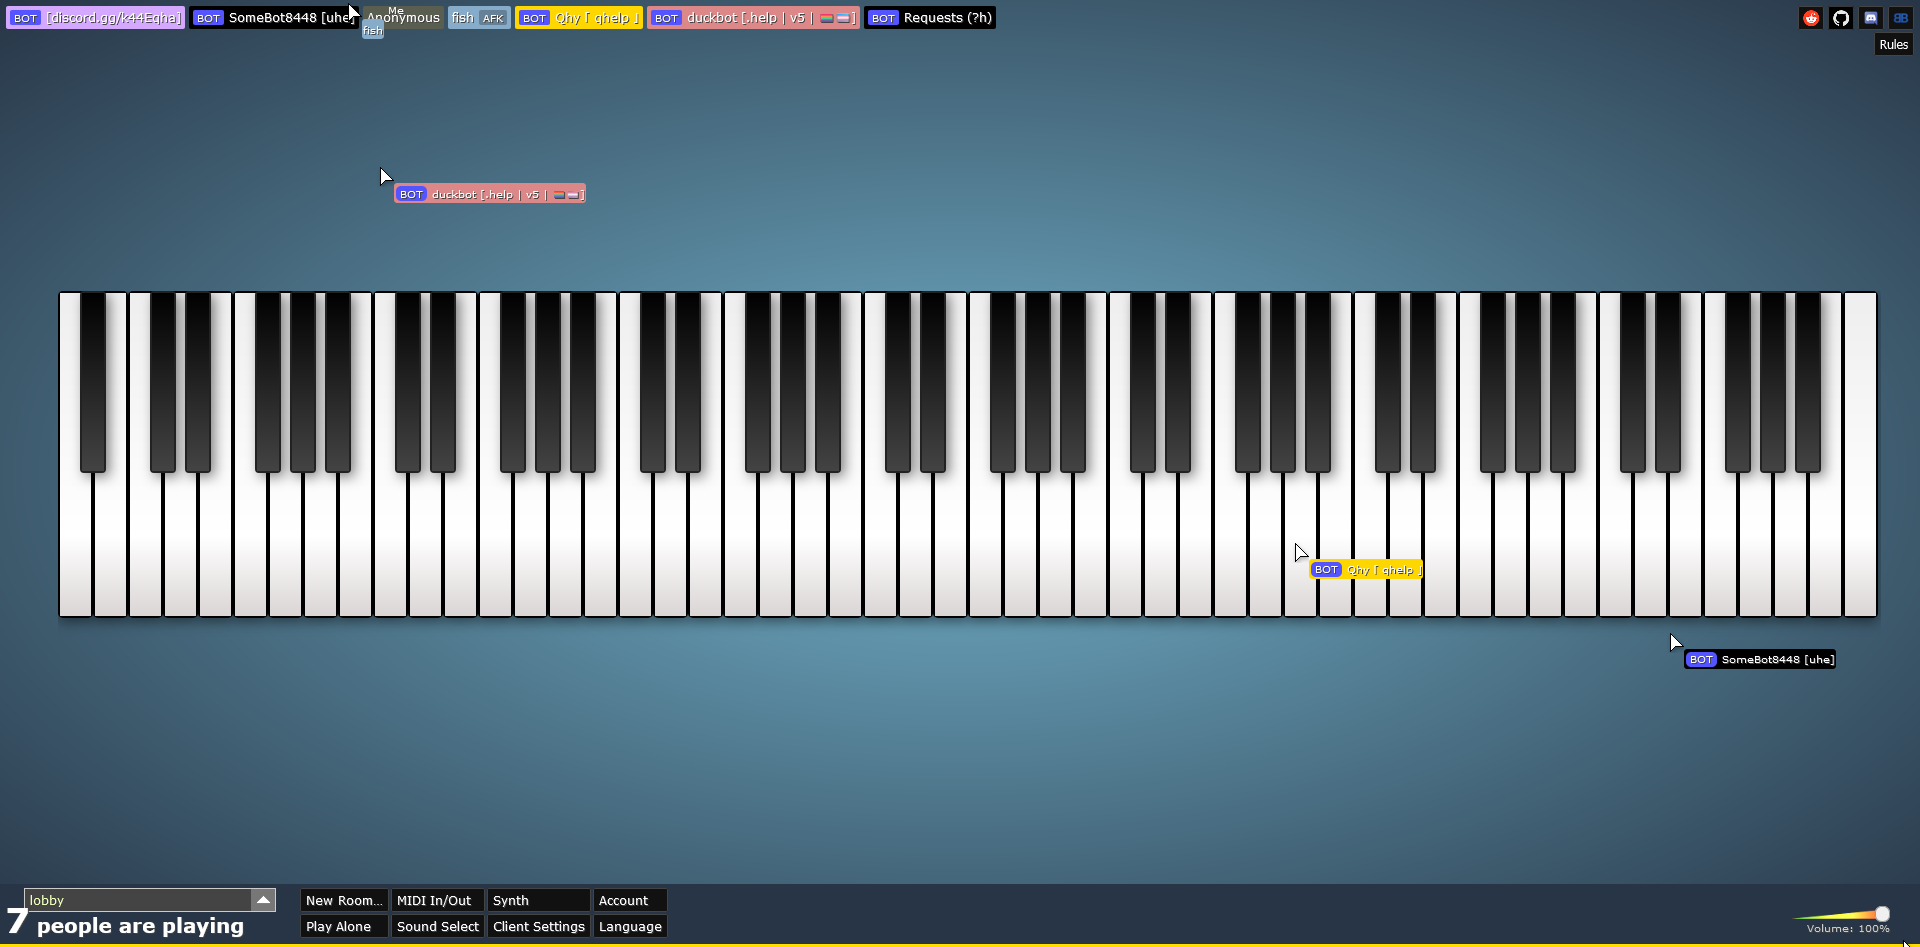 BOT [discord.gg/k44Eqha]
BOT SomeBot8448 [uhe]
Me
Anonymous
fish AFK
BOT Qhy [ qhelp ]
BOT duckbot [.help | v5 | ]
BOT Requests (?h)
fish
Rules
BOT duckbot [.help | v5 | ]
BOT Qhy [ qhelp ]
BOT SomeBot8448 [uhe]
lobby
7 people are playing
New Room... MIDI In/Out Synth Account
Play Alone Sound Select Client Settings Language
Volume: 100%